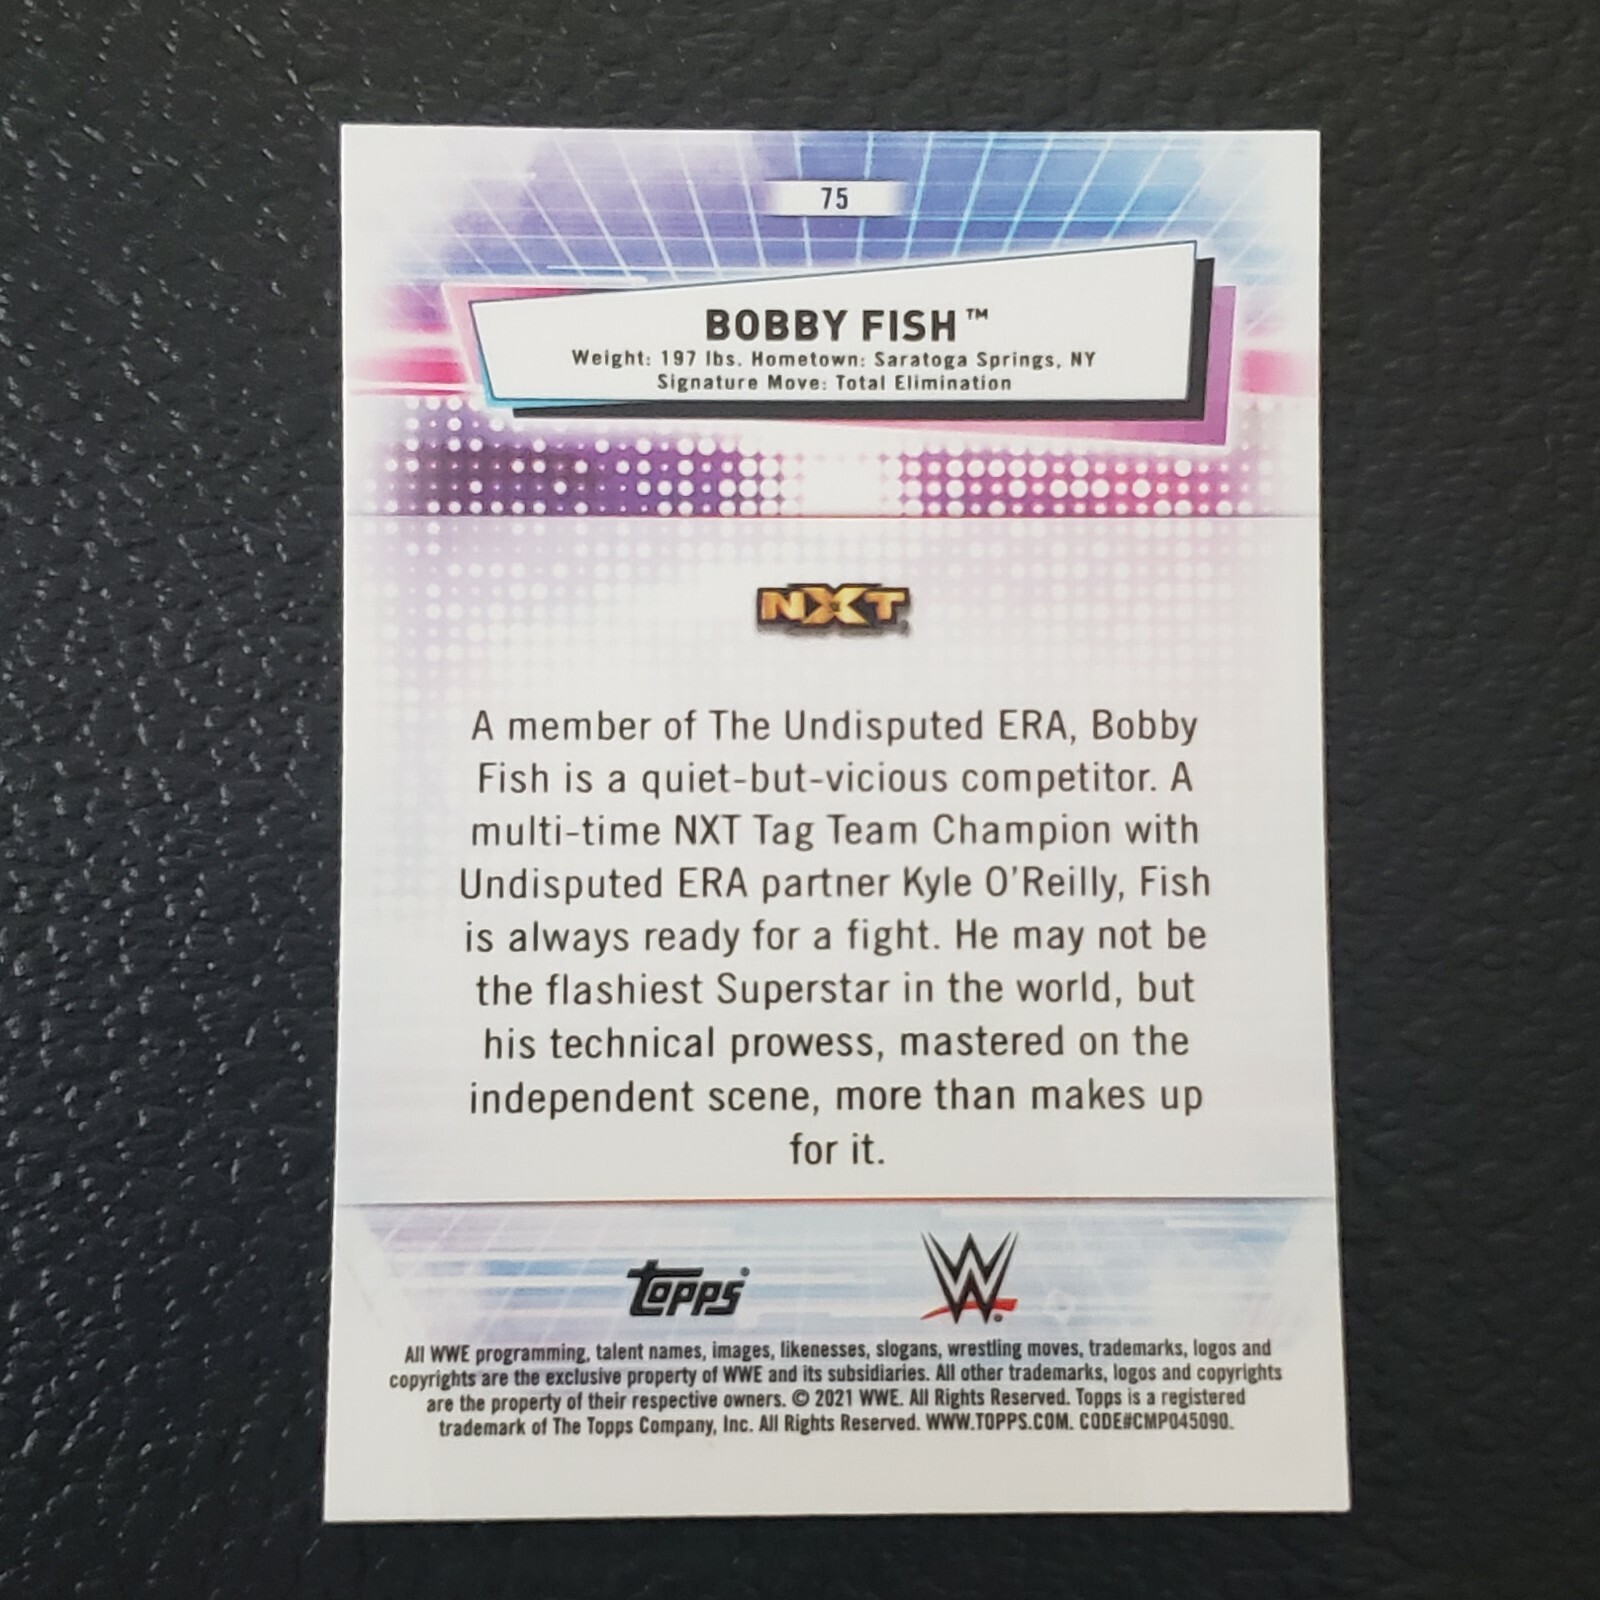 75
BOBBY FISH™
Weight: 197 lbs. Hometown: Saratoga Springs, NY
Signature Move: Total Elimination
NXT
A member of The Undisputed ERA, Bobby
Fish is a quiet-but-vicious competitor. A
multi-time NXT Tag Team Champion with
Undisputed ERA partner Kyle O'Reilly, Fish
is always ready for a fight. He may not be
the flashiest Superstar in the world, but
his technical prowess, mastered on the
independent scene, more than makes up
for it.
Topps® W®
All WWE programming, talent names, images, likenesses, slogans, wrestling moves, trademarks, logos and
copyrights are the exclusive property of WWE and its subsidiaries. All other trademarks, logos and copyrights
are the property of their respective owners. © 2021 WWE. All Rights Reserved. Topps is a registered
trademark of The Topps Company, Inc. All Rights Reserved. WWW.TOPPS.COM. CODE#CMP045090.